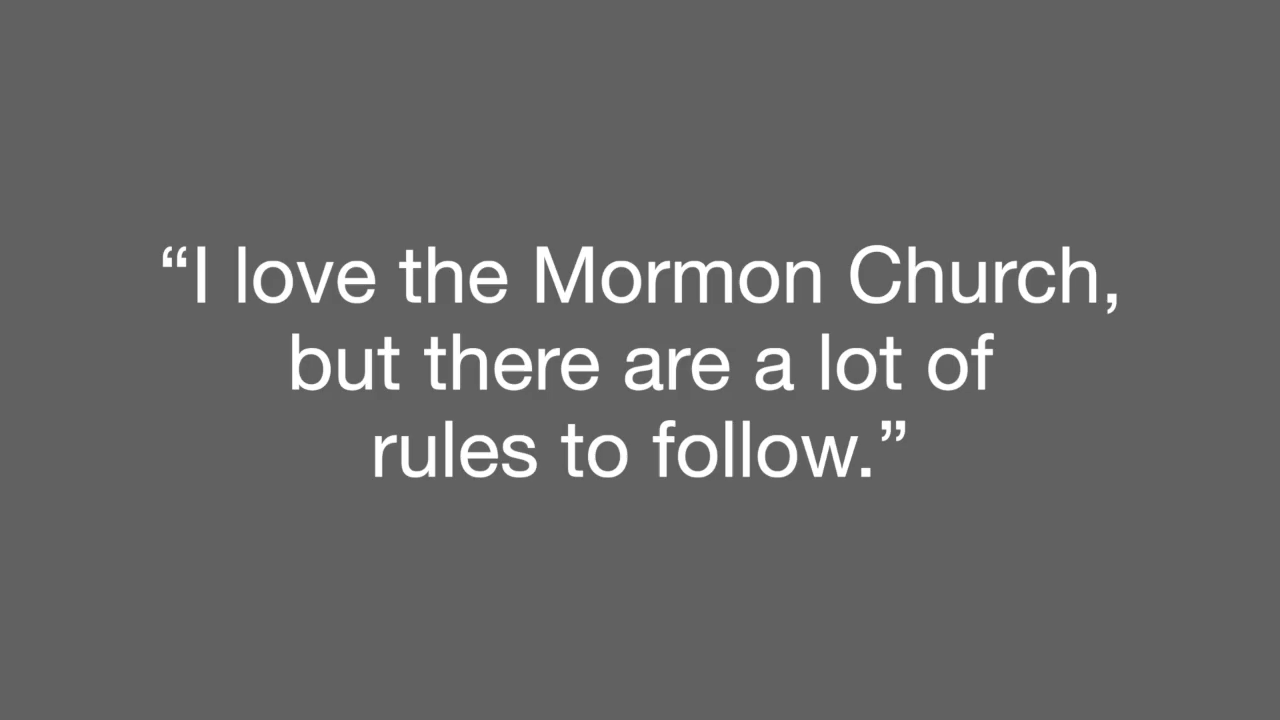 “I love the Mormon Church,
but there are a lot of
rules to follow.”